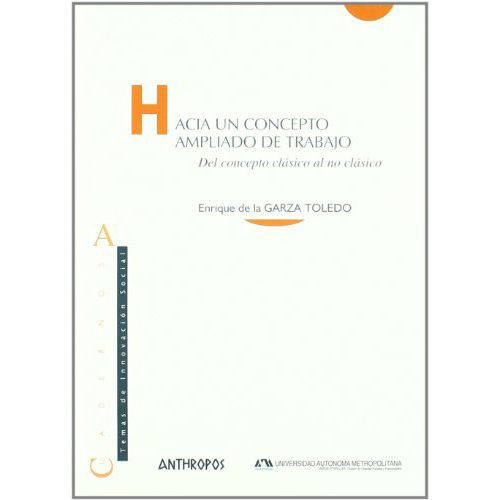 HACIA UN CONCEPTO
AMPLIADO DE TRABAJO
Del concepto clásico al no clásico
Enrique de la GARZA TOLEDO
Temas de Innovación Social
ANTHROPOS
UNIVERSIDAD AUTONOMA METROPOLITANA